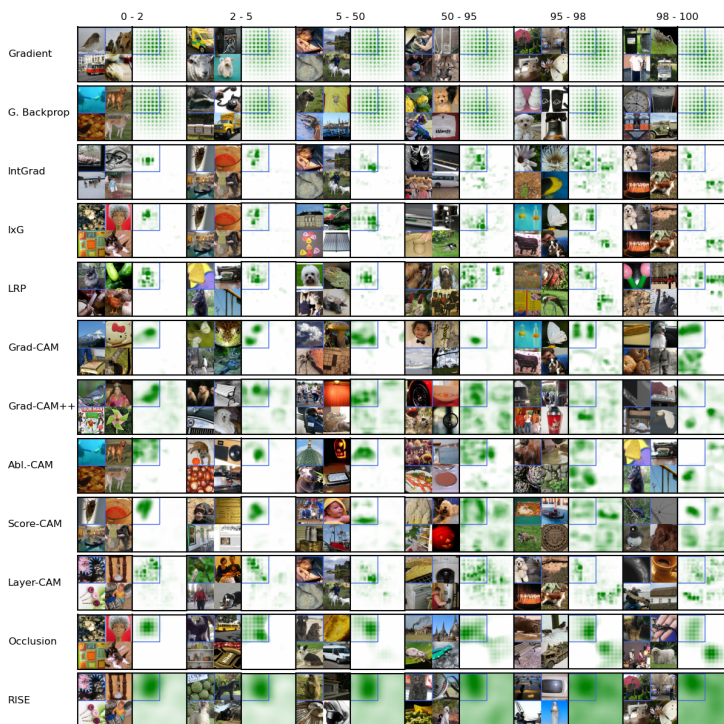 0 - 2 2 - 5 5 - 50 50 - 95 95 - 98 98 - 100
Gradient
G. Backprop
IntGrad
IxG
LRP
Grad-CAM
Grad-CAM++
Abl.-CAM
Score-CAM
Layer-CAM
Occlusion
RISE